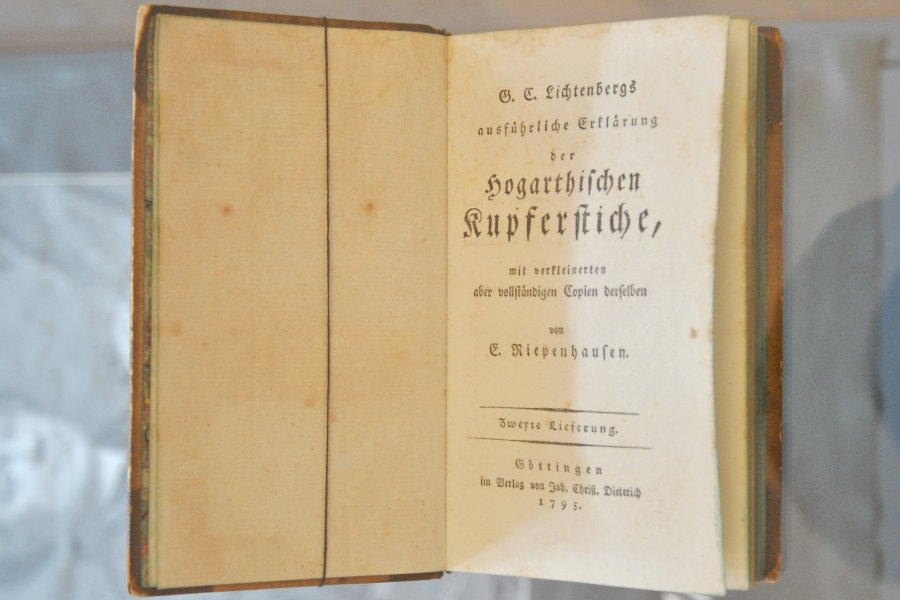 G. C. Lichtenbergs
ausführliche Erklärung
der
Hogarthiſchen
Kupferſtiche,
mit verkleinerten
aber vollſtändigen Copien derſelben
von
E. Riepenhauſen.
Zweyte Lieferung.
Göttingen
im Verlag von Joh. Chriſt. Dieterich
1795.